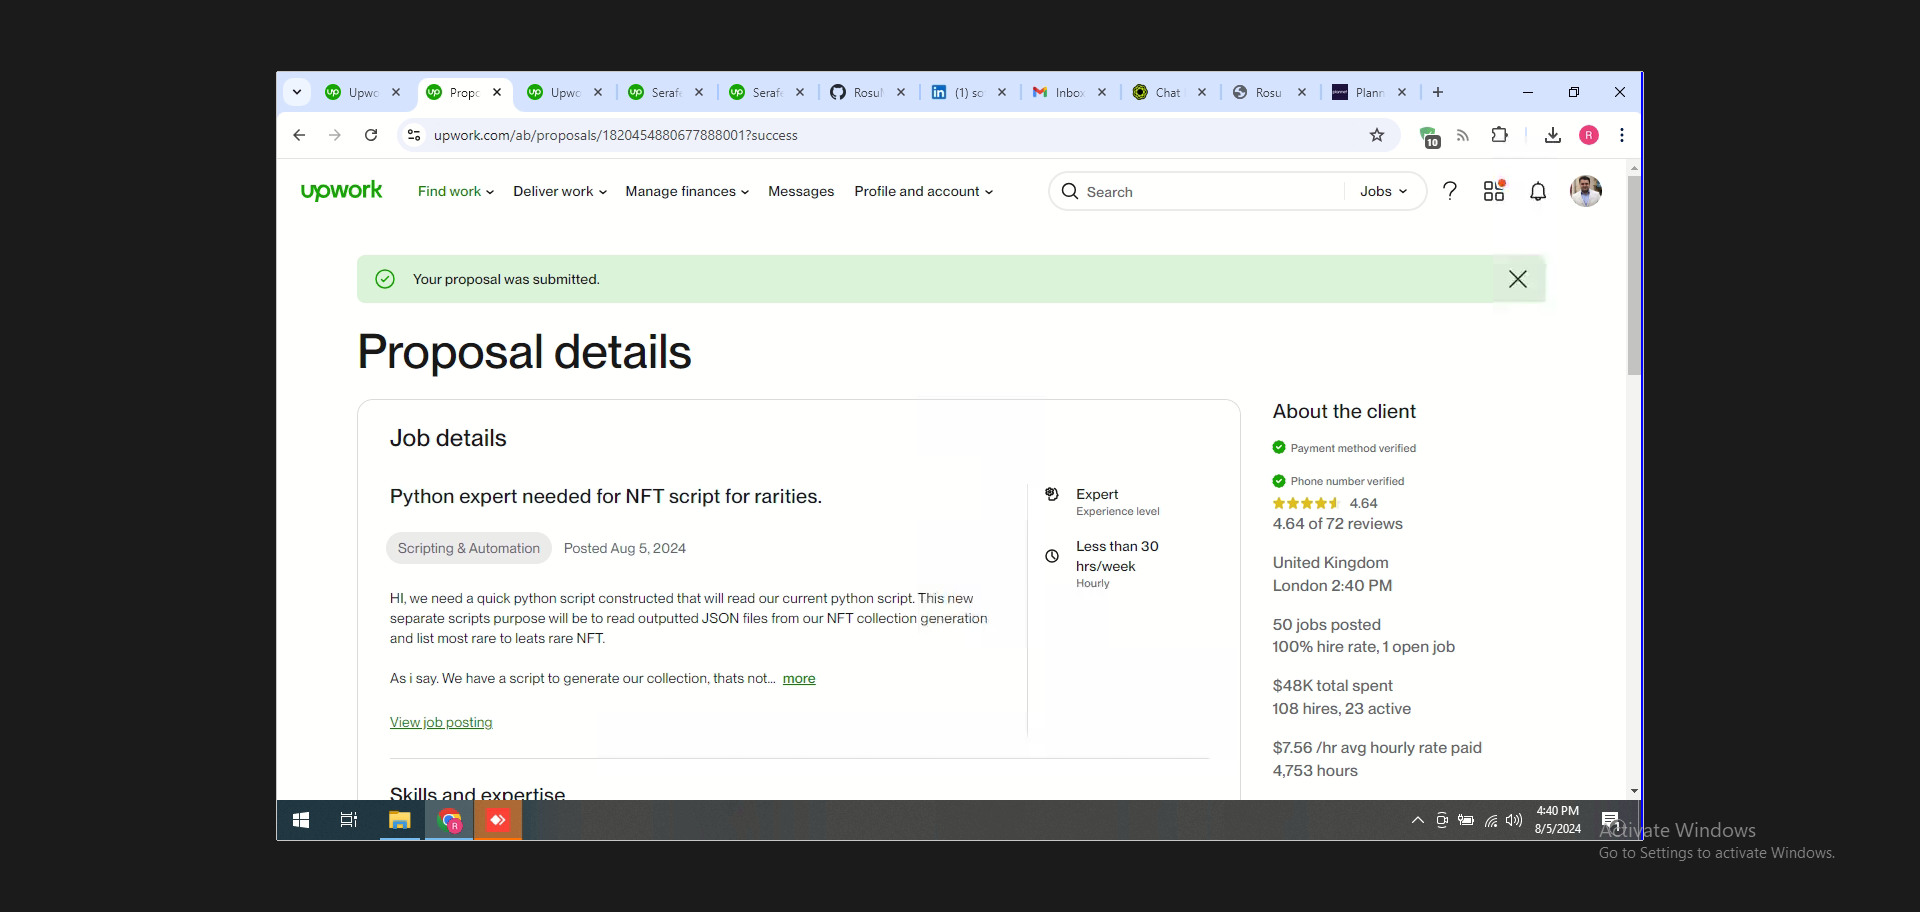 Upwo
Propo
Upwo
Serafe
Serafe
Rosul
(1) so
Inbox
Chat
Rosu
Plann
upwork.com/ab/proposals/1820454880677888001?success
10
R
upwork
Find work
Deliver work
Manage finances
Messages
Profile and account
Search
Jobs
Your proposal was submitted.
Proposal details
Job details
Python expert needed for NFT script for rarities.
Scripting & Automation
Posted Aug 5, 2024
HI, we need a quick python script constructed that will read our current python script. This new
separate scripts purpose will be to read outputted JSON files from our NFT collection generation
and list most rare to leats rare NFT.
As i say. We have a script to generate our collection, thats not... more
View job posting
Skills and expertise
Expert
Experience level
Less than 30
hrs/week
Hourly
About the client
Payment method verified
Phone number verified
4.64
4.64 of 72 reviews
United Kingdom
London 2:40 PM
50 jobs posted
100% hire rate, 1 open job
$48K total spent
108 hires, 23 active
$7.56 /hr avg hourly rate paid
4,753 hours
4:40 PM
8/5/2024
Activate Windows
Go to Settings to activate Windows.